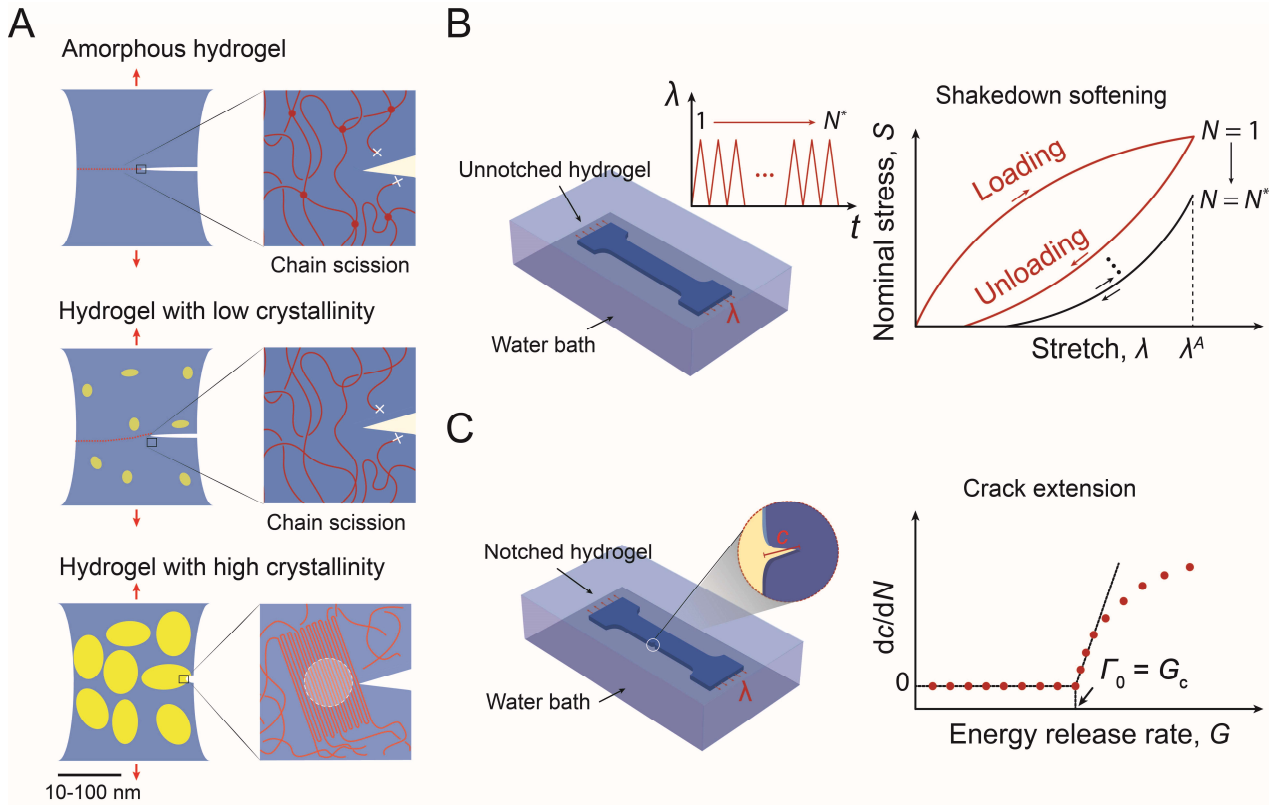 A
Amorphous hydrogel
Chain scission
Hydrogel with low crystallinity
Chain scission
Hydrogel with high crystallinity
10-100 nm
B
λ
1
N*
...
t
Unnotched hydrogel
λ
Water bath
Shakedown softening
Nominal stress, S
Loading
Unloading
N = 1
N = N*
Stretch, λ
λᴬ
C
Notched hydrogel
c
λ
Water bath
Crack extension
dc/dN
0
Γ₀ = G꜀
Energy release rate, G